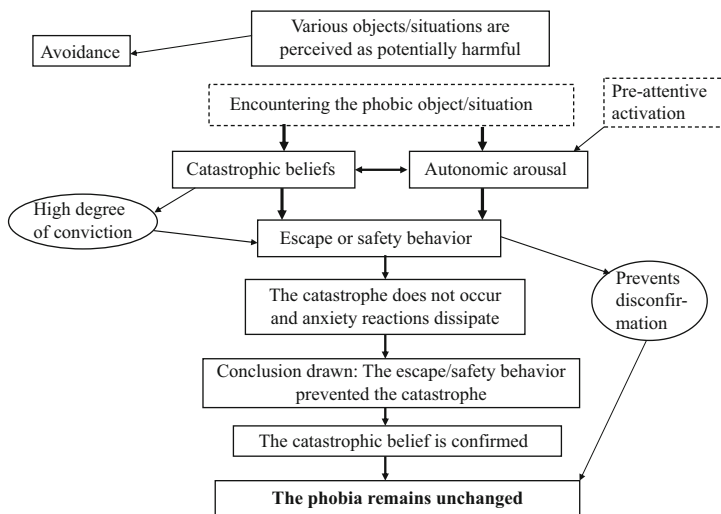 Various objects/situations are
perceived as potentially harmful
Avoidance
Pre-attentive
activation
Encountering the phobic object/situation
Catastrophic beliefs
Autonomic arousal
High degree
of conviction
Escape or safety behavior
Prevents
disconfir-
mation
The catastrophe does not occur
and anxiety reactions dissipate
Conclusion drawn: The escape/safety behavior
prevented the catastrophe
The catastrophic belief is confirmed
The phobia remains unchanged